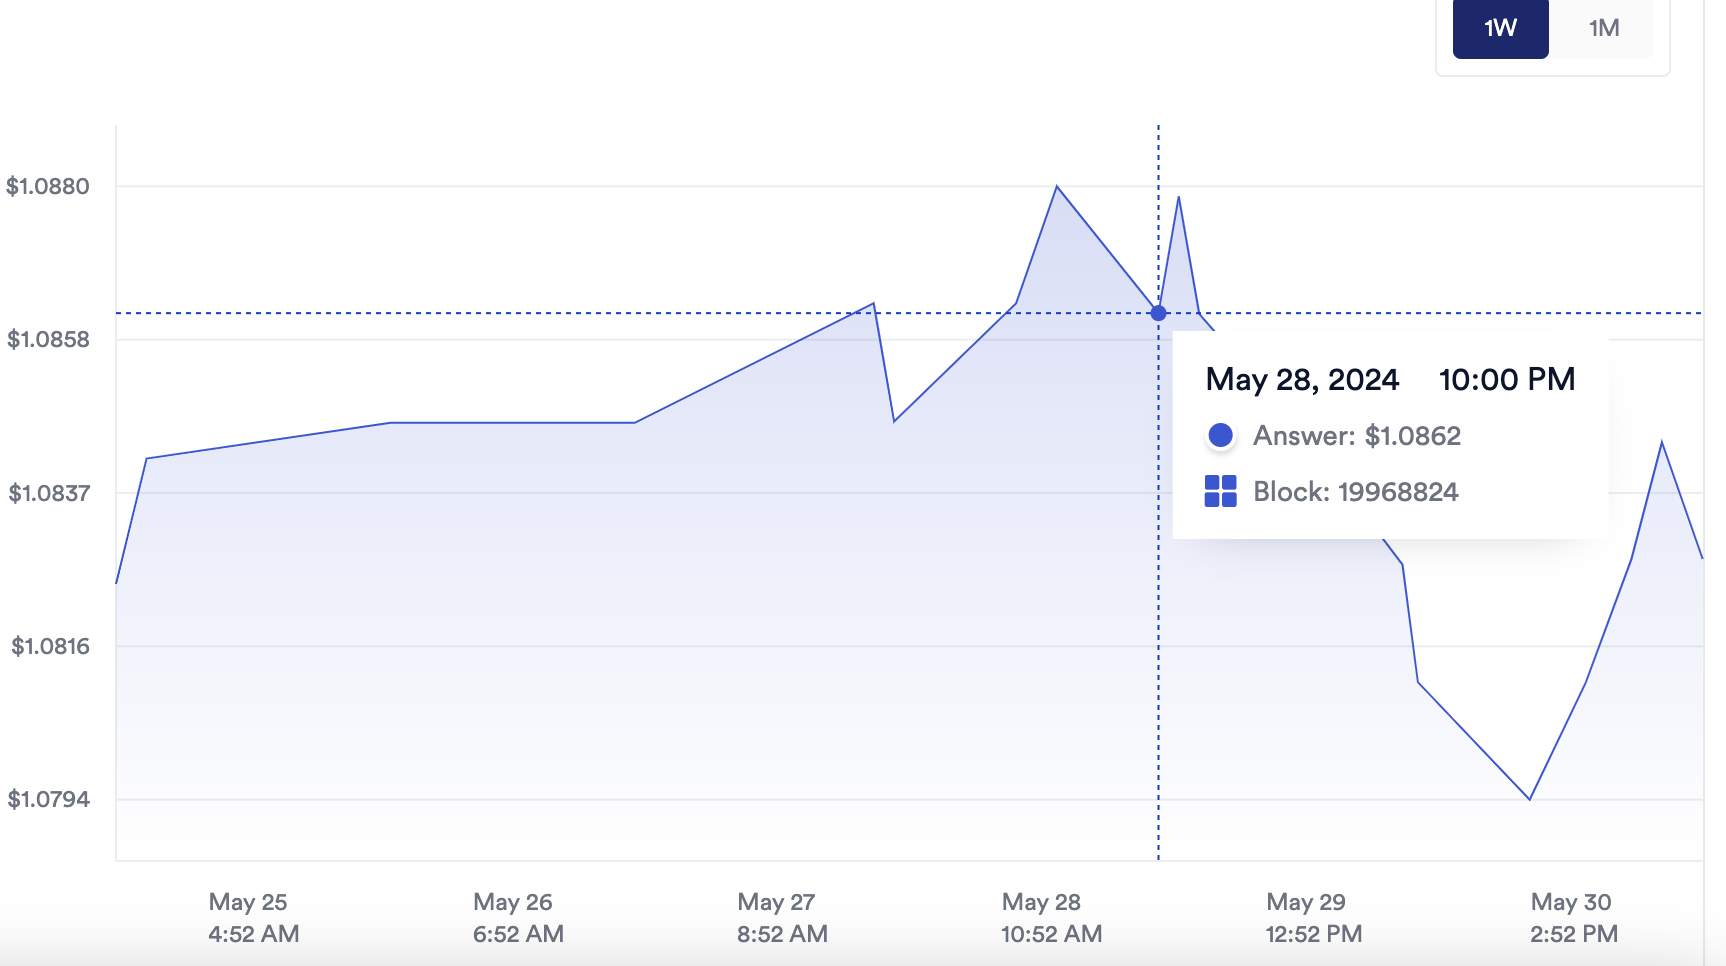 1W 1M
$1.0880
$1.0858
$1.0837
$1.0816
$1.0794
May 28, 2024 10:00 PM
Answer: $1.0862
Block: 19968824
May 25 May 26 May 27 May 28 May 29 May 30
4:52 AM 6:52 AM 8:52 AM 10:52 AM 12:52 PM 2:52 PM